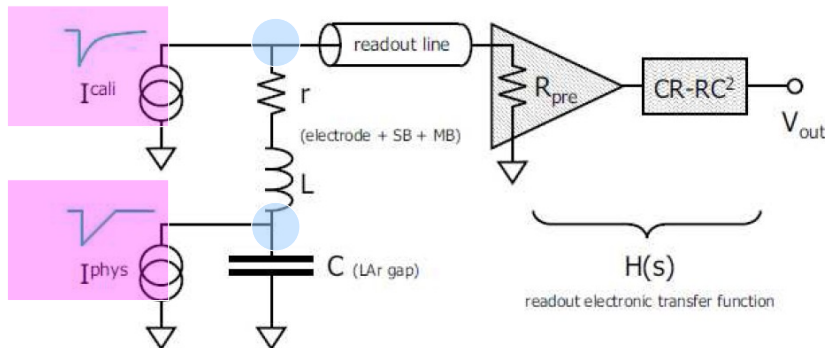 readout line
I^cali
r
R_pre
CR-RC²
V_out
(electrode + SB + MB)
L
I^phys
C (LAr gap)
H(s)
readout electronic transfer function